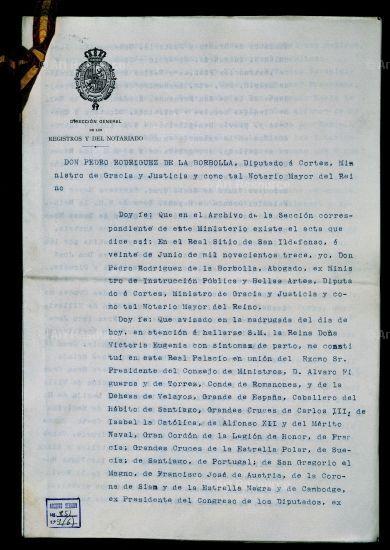 DIRECCIÓN GENERAL
DE LOS
REGISTROS Y DEL NOTARIADO
DON PEDRO RODRIGUEZ DE LA BORBOLLA, Diputado á Cortes, Mi
nistro de Gracia y Justicia y como tal Notario Mayor del Rei
no
Doy fe: Que en el Archivo de la Sección corres-
pondiente de este Ministerio existe el acta que
dice así: En el Real Sitio de San Ildefonso, á
veinte de Junio de mil novecientos trece, yo, Don
Pedro Rodríguez de la Borbolla, Abogado, ex Minis
tro de Instrucción Pública y Bellas Artes, Diputa
do á Cortes, Ministro de Gracia y Justicia y co-
mo tal Notario Mayor del Reino;
Doy fe: Que avisado en la madrugada del día de
hoy, en atención á hallarse S.M. la Reina Doña
Victoria Eugenia con síntomas de parto, me consti
tuí en este Real Palacio en unión del Excmo Sr.
Presidente del Consejo de Ministros, D. Alvaro Fi
gueroa y de Torres, Conde de Romanones, y de la
Dehesa de Velayos, Grande de España, Caballero del
Hábito de Santiago, Grandes Cruces de Carlos III, de
Isabel la Católica, de Alfonso XII y del Mérito
Naval, Gran Cordón de la Legión de Honor, de Fran
cia; Grandes Cruces de la Estrella Polar, de Sue-
cia; de Santiago, de Portugal; de San Gregorio el
Magno, de Francisco José de Austria, de la Coro-
na de Siam y de la Estrella Negra y de Cambodge,
ex Presidente del Congreso de los Diputados, ex